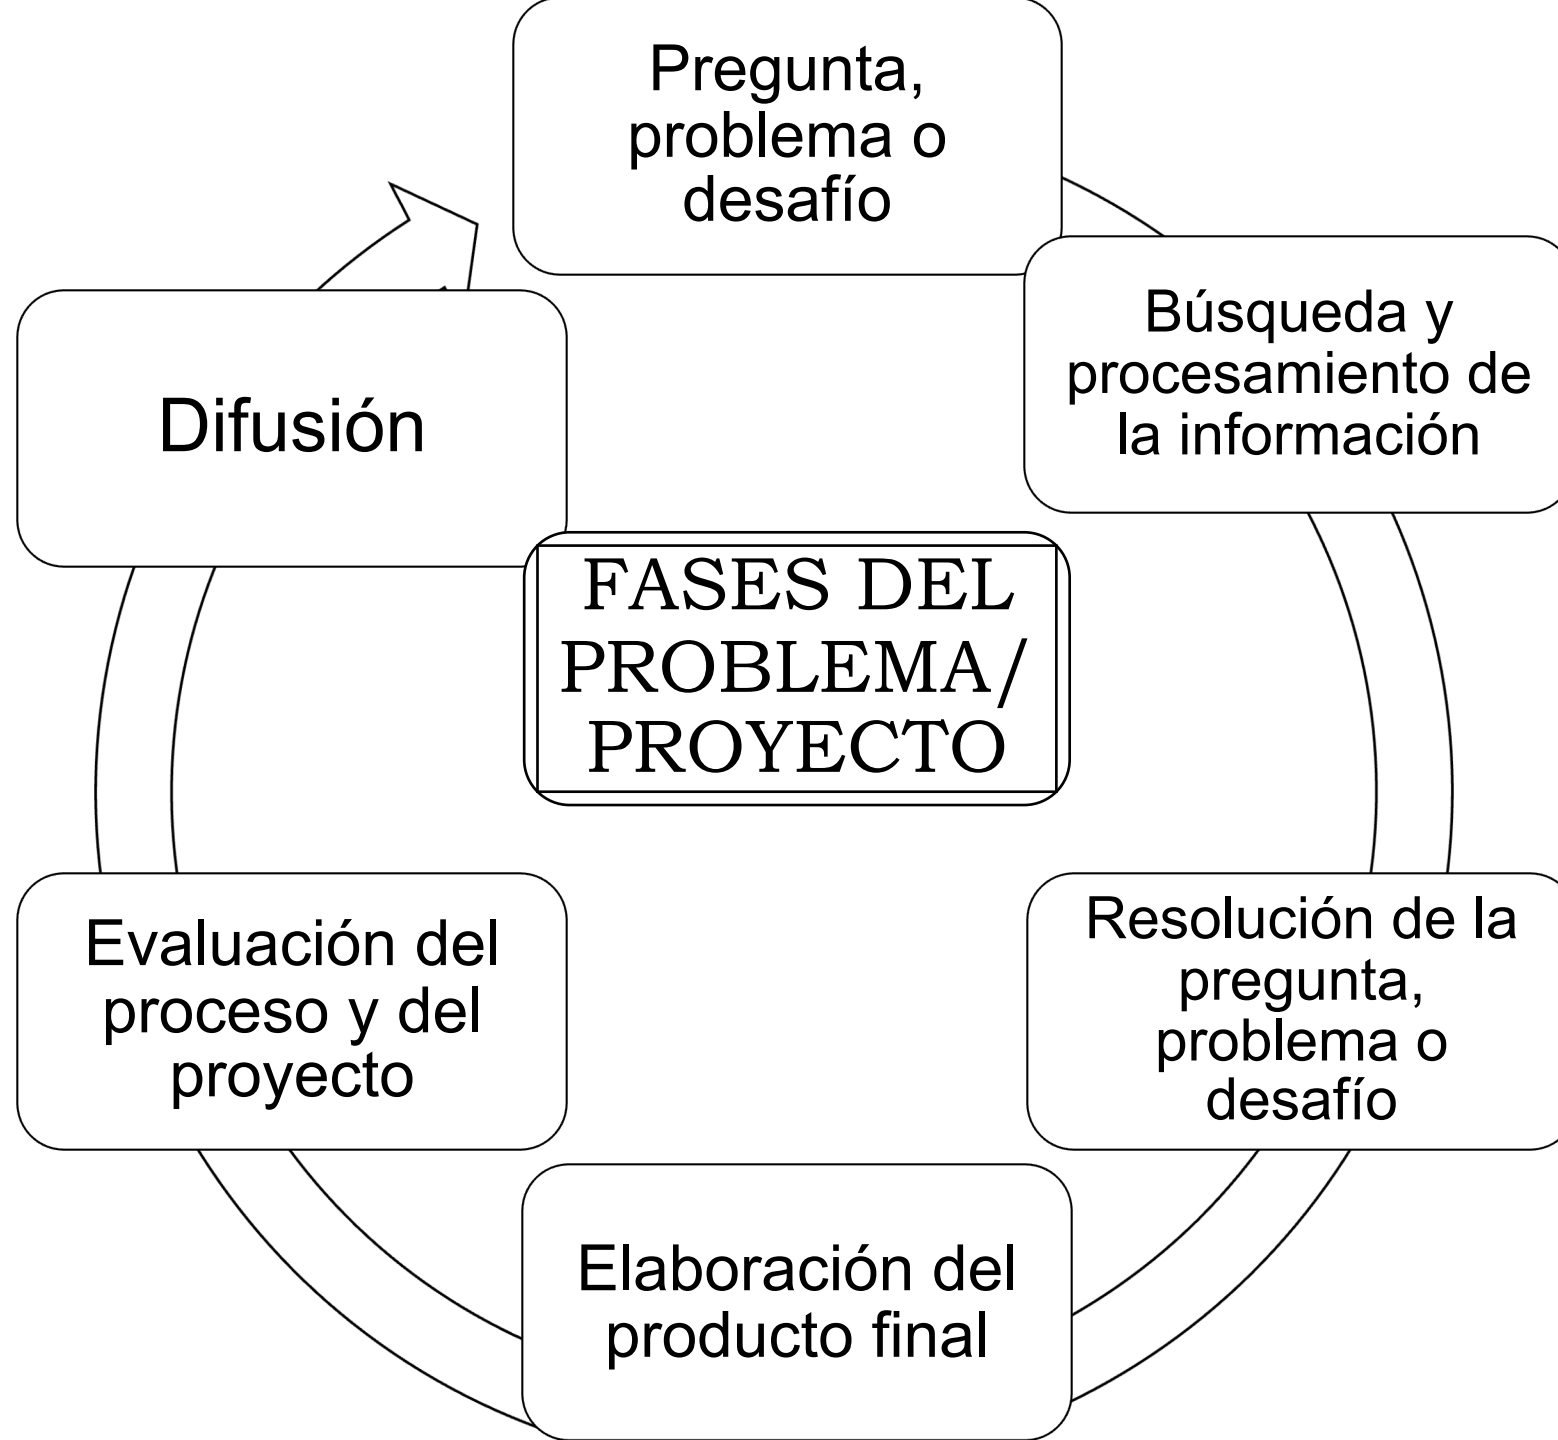 Pregunta,
problema o
desafío
Búsqueda y
procesamiento de
la información
Resolución de la
pregunta,
problema o
desafío
Elaboración del
producto final
Evaluación del
proceso y del
proyecto
Difusión
FASES DEL
PROBLEMA/
PROYECTO